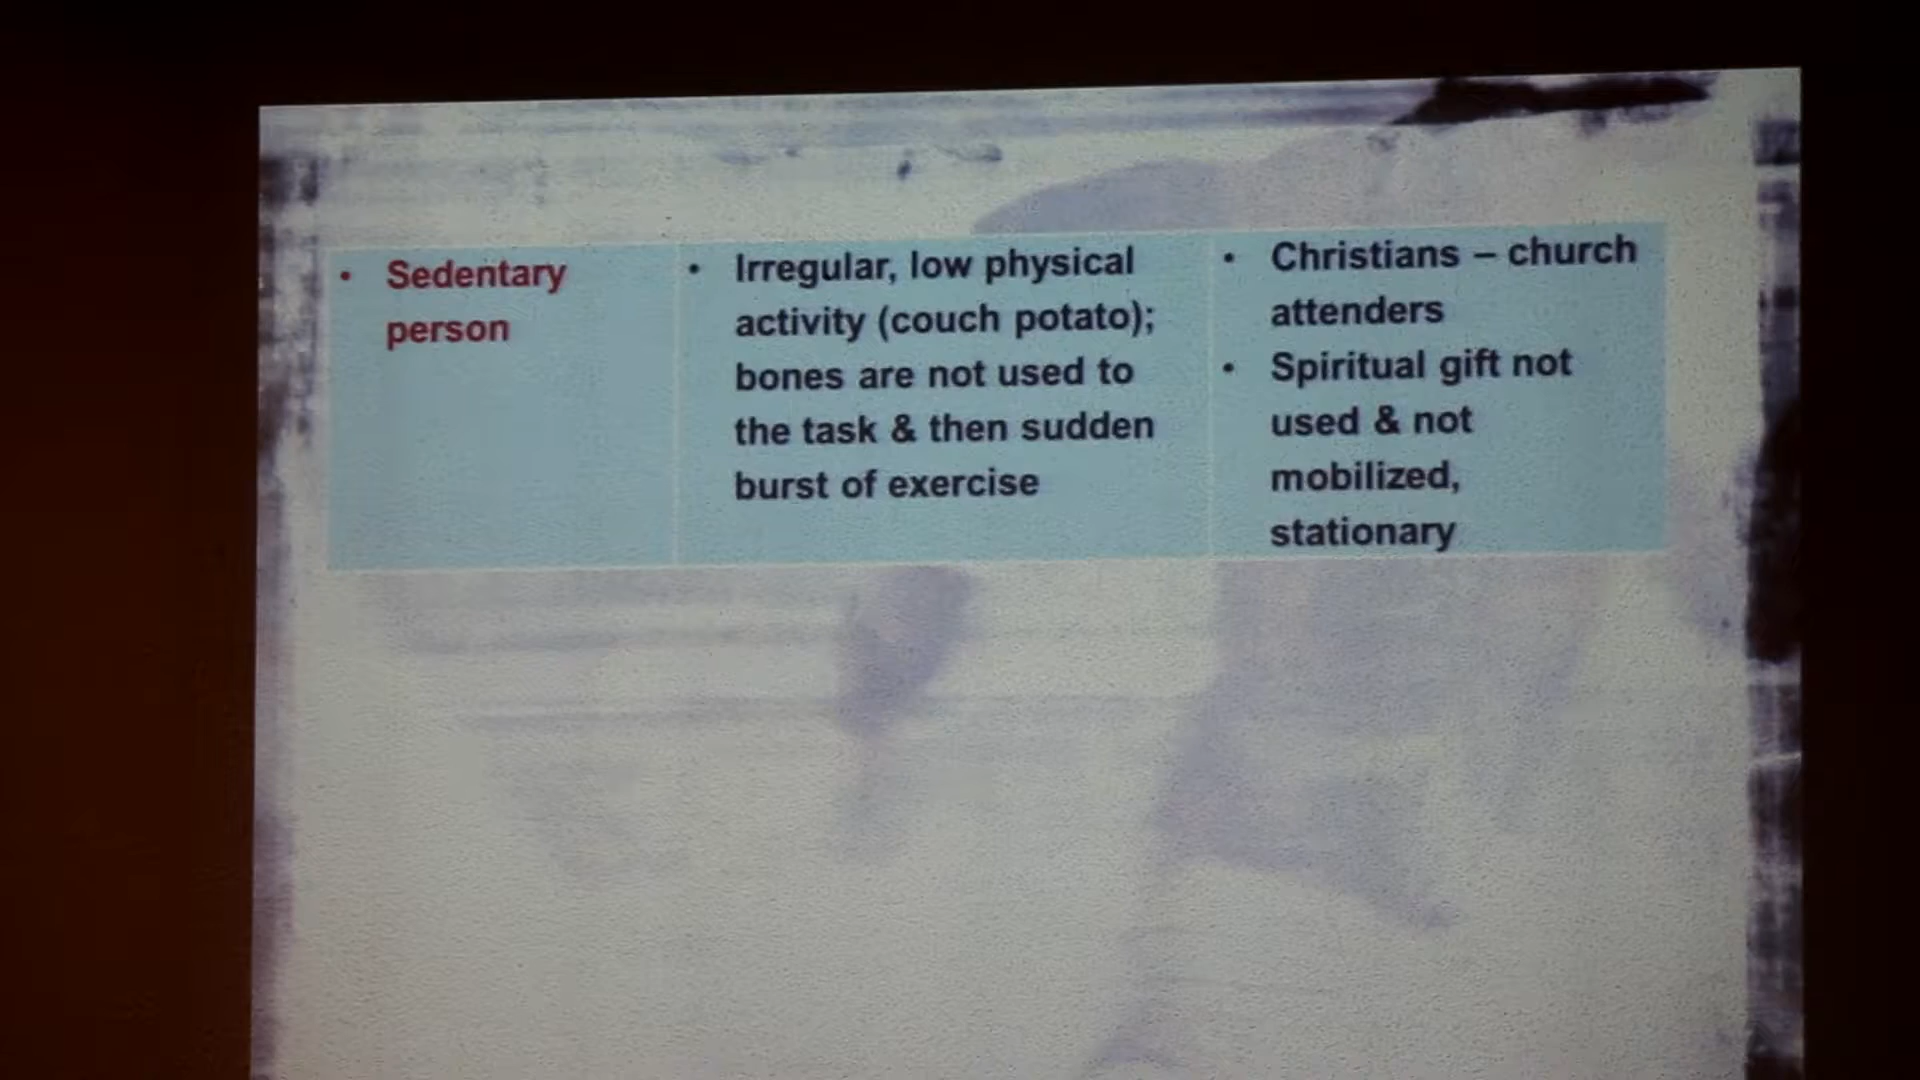 • Sedentary
person
• Irregular, low physical
activity (couch potato);
bones are not used to
the task & then sudden
burst of exercise
• Christians – church
attenders
• Spiritual gift not
used & not
mobilized,
stationary